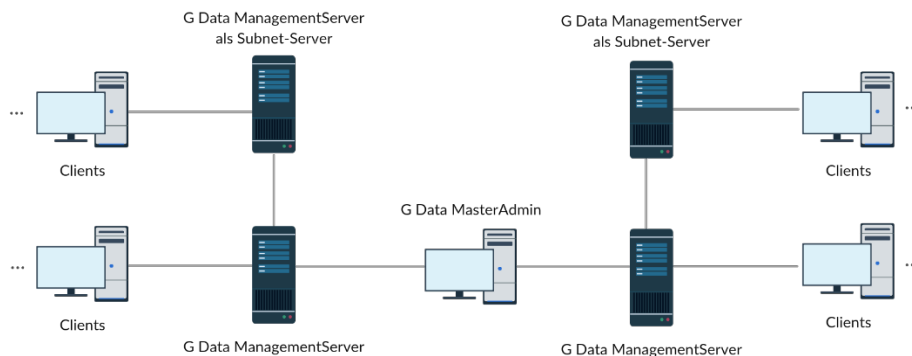 G Data ManagementServer
als Subnet-Server
G Data ManagementServer
als Subnet-Server
...
...
Clients
Clients
G Data MasterAdmin
...
...
Clients
Clients
G Data ManagementServer
G Data ManagementServer